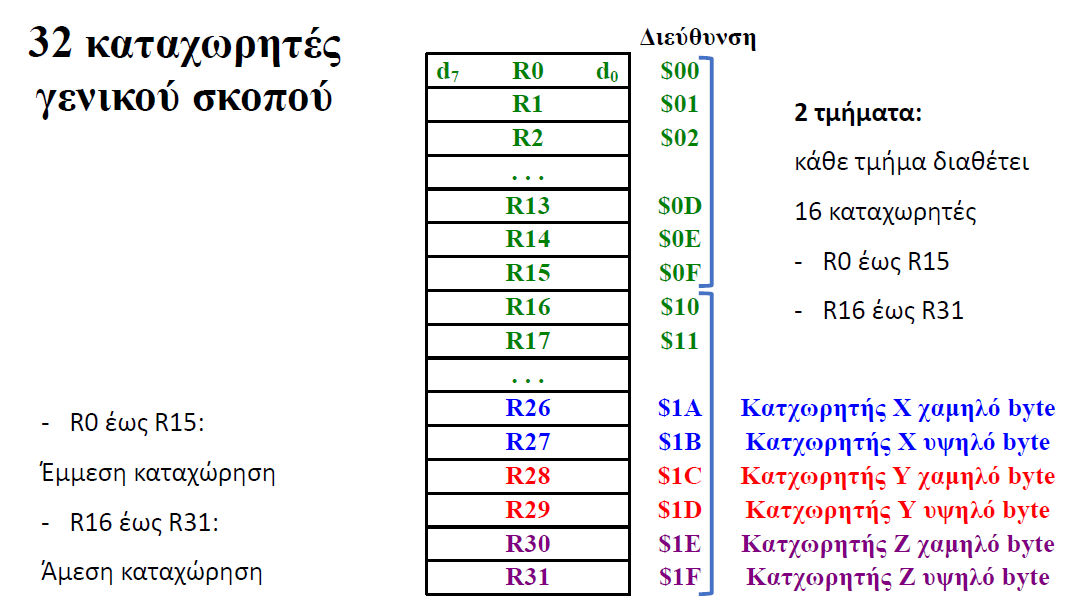 32 καταχωρητές
γενικού σκοπού
Διεύθυνση
d₇ R0 d₀ $00
R1 $01
R2 $02
. . .
R13 $0D
R14 $0E
R15 $0F
R16 $10
R17 $11
. . .
R26 $1A Κατχωρητής X χαμηλό byte
R27 $1B Κατχωρητής X υψηλό byte
R28 $1C Κατχωρητής Y χαμηλό byte
R29 $1D Κατχωρητής Y υψηλό byte
R30 $1E Κατχωρητής Z χαμηλό byte
R31 $1F Κατχωρητής Z υψηλό byte
2 τμήματα:
κάθε τμήμα διαθέτει
16 καταχωρητές
- R0 έως R15
- R16 έως R31
- R0 έως R15:
Έμμεση καταχώρηση
- R16 έως R31:
Άμεση καταχώρηση